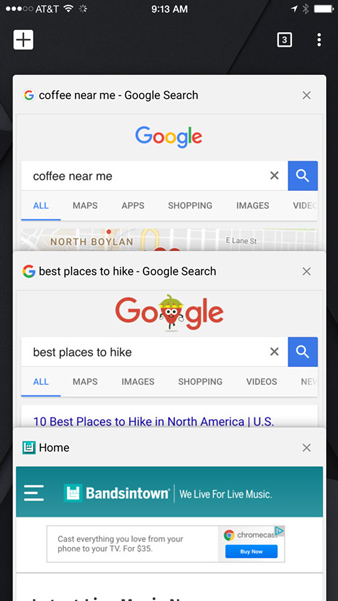 AT&T 9:13 AM
3
coffee near me - Google Search
Google
coffee near me
ALL MAPS APPS SHOPPING IMAGES
NORTH BOYLAN E Lane St
best places to hike - Google Search
Google
best places to hike
ALL MAPS IMAGES SHOPPING VIDEOS
10 Best Places to Hike in North America | U.S.
Home
Bandsintown We Live For Live Music.
Cast everything you love from your
phone to your TV. For $35.
chromecast
Buy Now